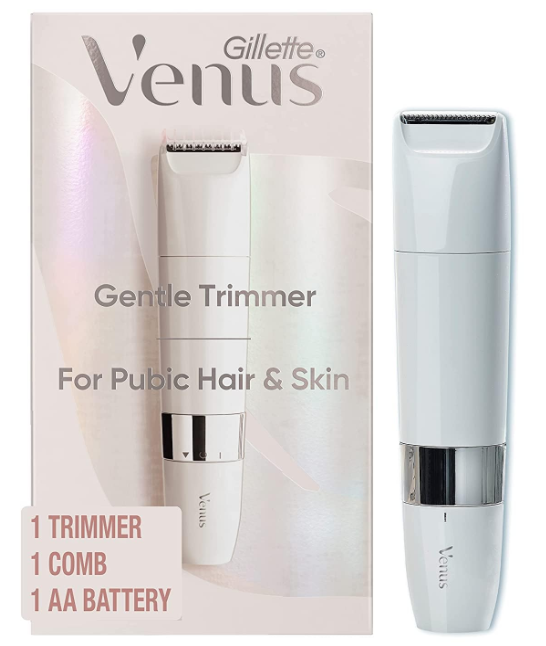 Gillette®
Venus
Gentle Trimmer
For Pubic Hair & Skin
Venus
1 TRIMMER
1 COMB
1 AA BATTERY
Venus